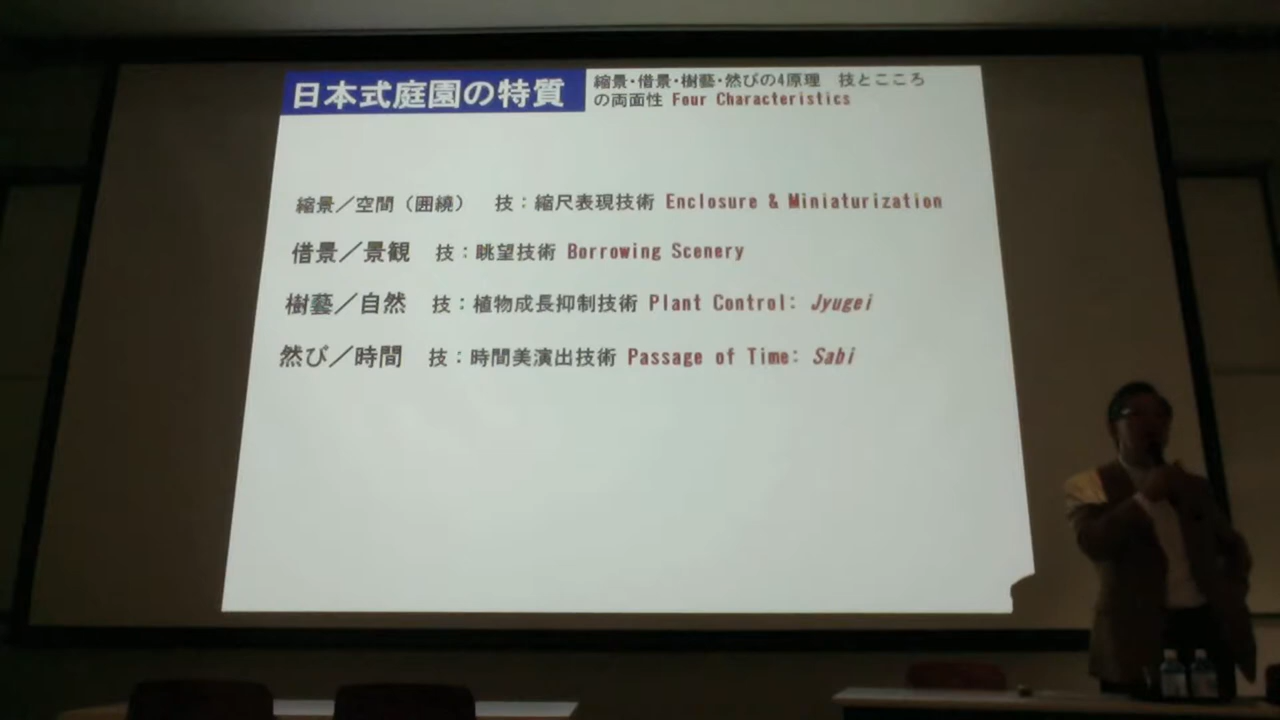 日本式庭園の特質
縮景・借景・樹藝・然びの4原理　技とこころ
の両面性 Four Characteristics
縮景／空間（囲繞）　技：縮尺表現技術 Enclosure & Miniaturization
借景／景観　技：眺望技術 Borrowing Scenery
樹藝／自然　技：植物成長抑制技術 Plant Control: Jyugei
然び／時間　技：時間美演出技術 Passage of Time: Sabi